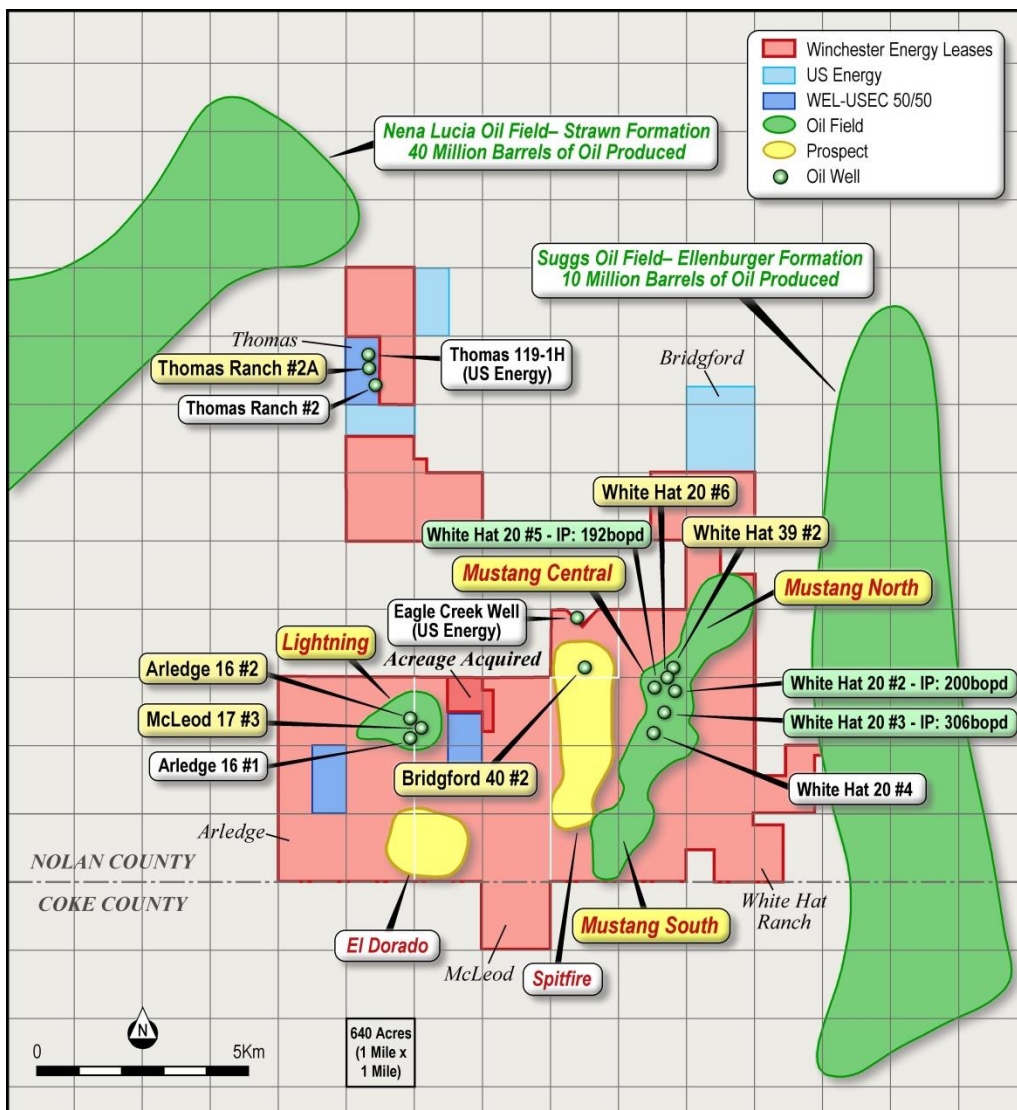 Winchester Energy Leases
US Energy
WEL-USEC 50/50
Oil Field
Prospect
Oil Well
Nena Lucia Oil Field– Strawn Formation
40 Million Barrels of Oil Produced
Suggs Oil Field– Ellenburger Formation
10 Million Barrels of Oil Produced
Thomas
Thomas Ranch #2A
Thomas 119-1H
(US Energy)
Thomas Ranch #2
Bridgford
White Hat 20 #6
White Hat 20 #5 - IP: 192bopd
White Hat 39 #2
Mustang Central
Mustang North
Eagle Creek Well
(US Energy)
Lightning
Acreage Acquired
Arledge 16 #2
McLeod 17 #3
Arledge 16 #1
White Hat 20 #2 - IP: 200bopd
White Hat 20 #3 - IP: 306bopd
Bridgford 40 #2
White Hat 20 #4
Arledge
NOLAN COUNTY
COKE COUNTY
White Hat
Ranch
El Dorado
McLeod
Mustang South
Spitfire
N
0 5Km
640 Acres
(1 Mile x
1 Mile)